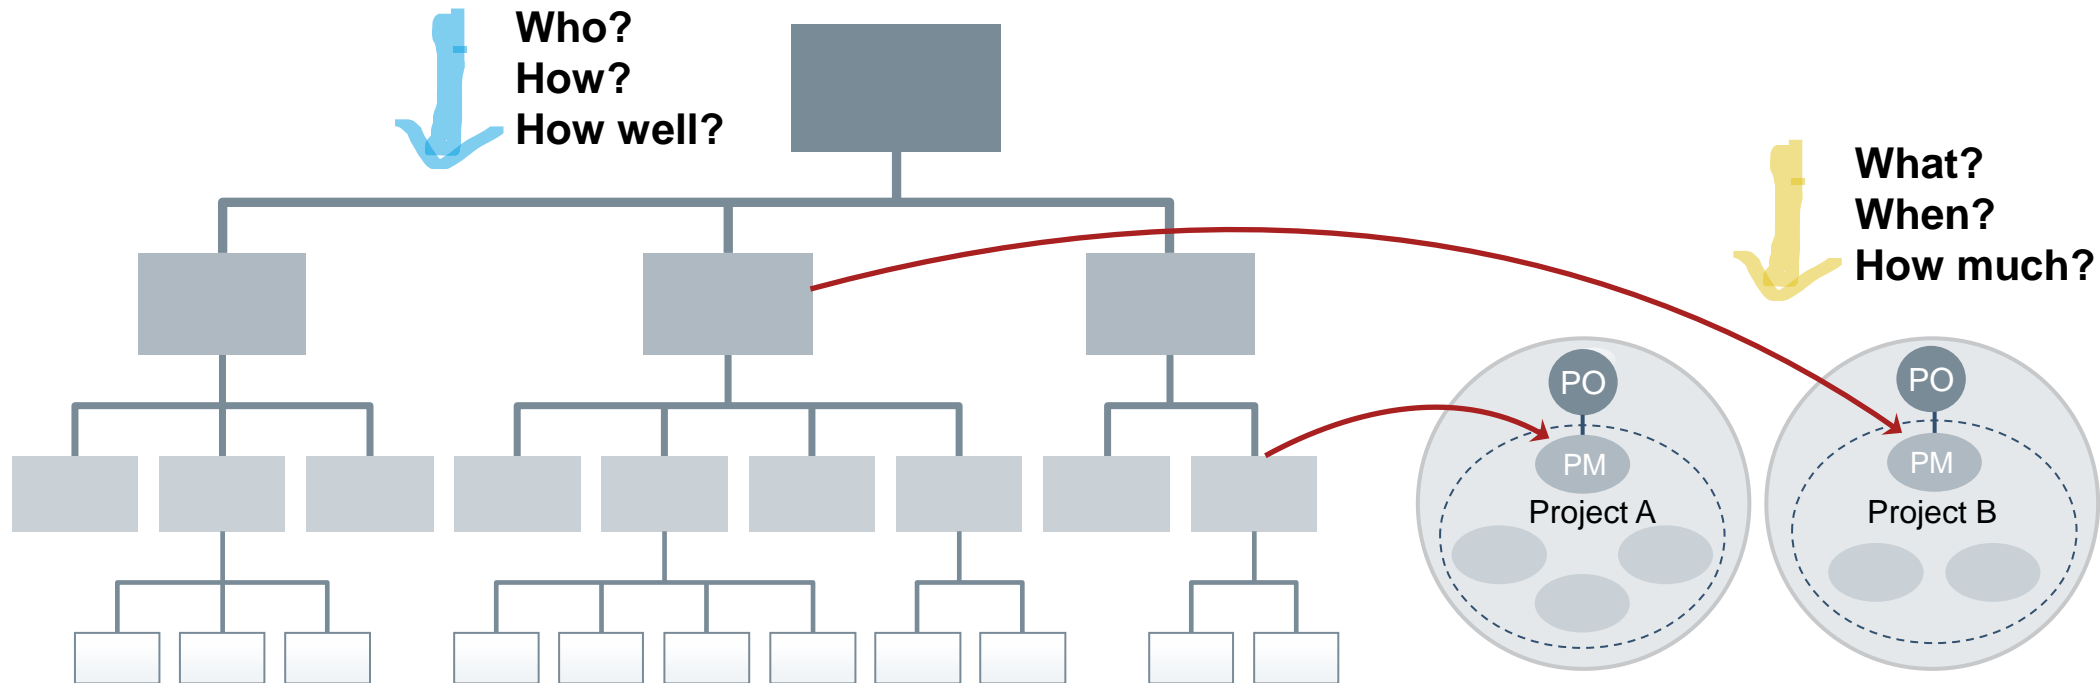 Who?
How?
How well?
What?
When?
How much?
PO
PM
Project A
PO
PM
Project B